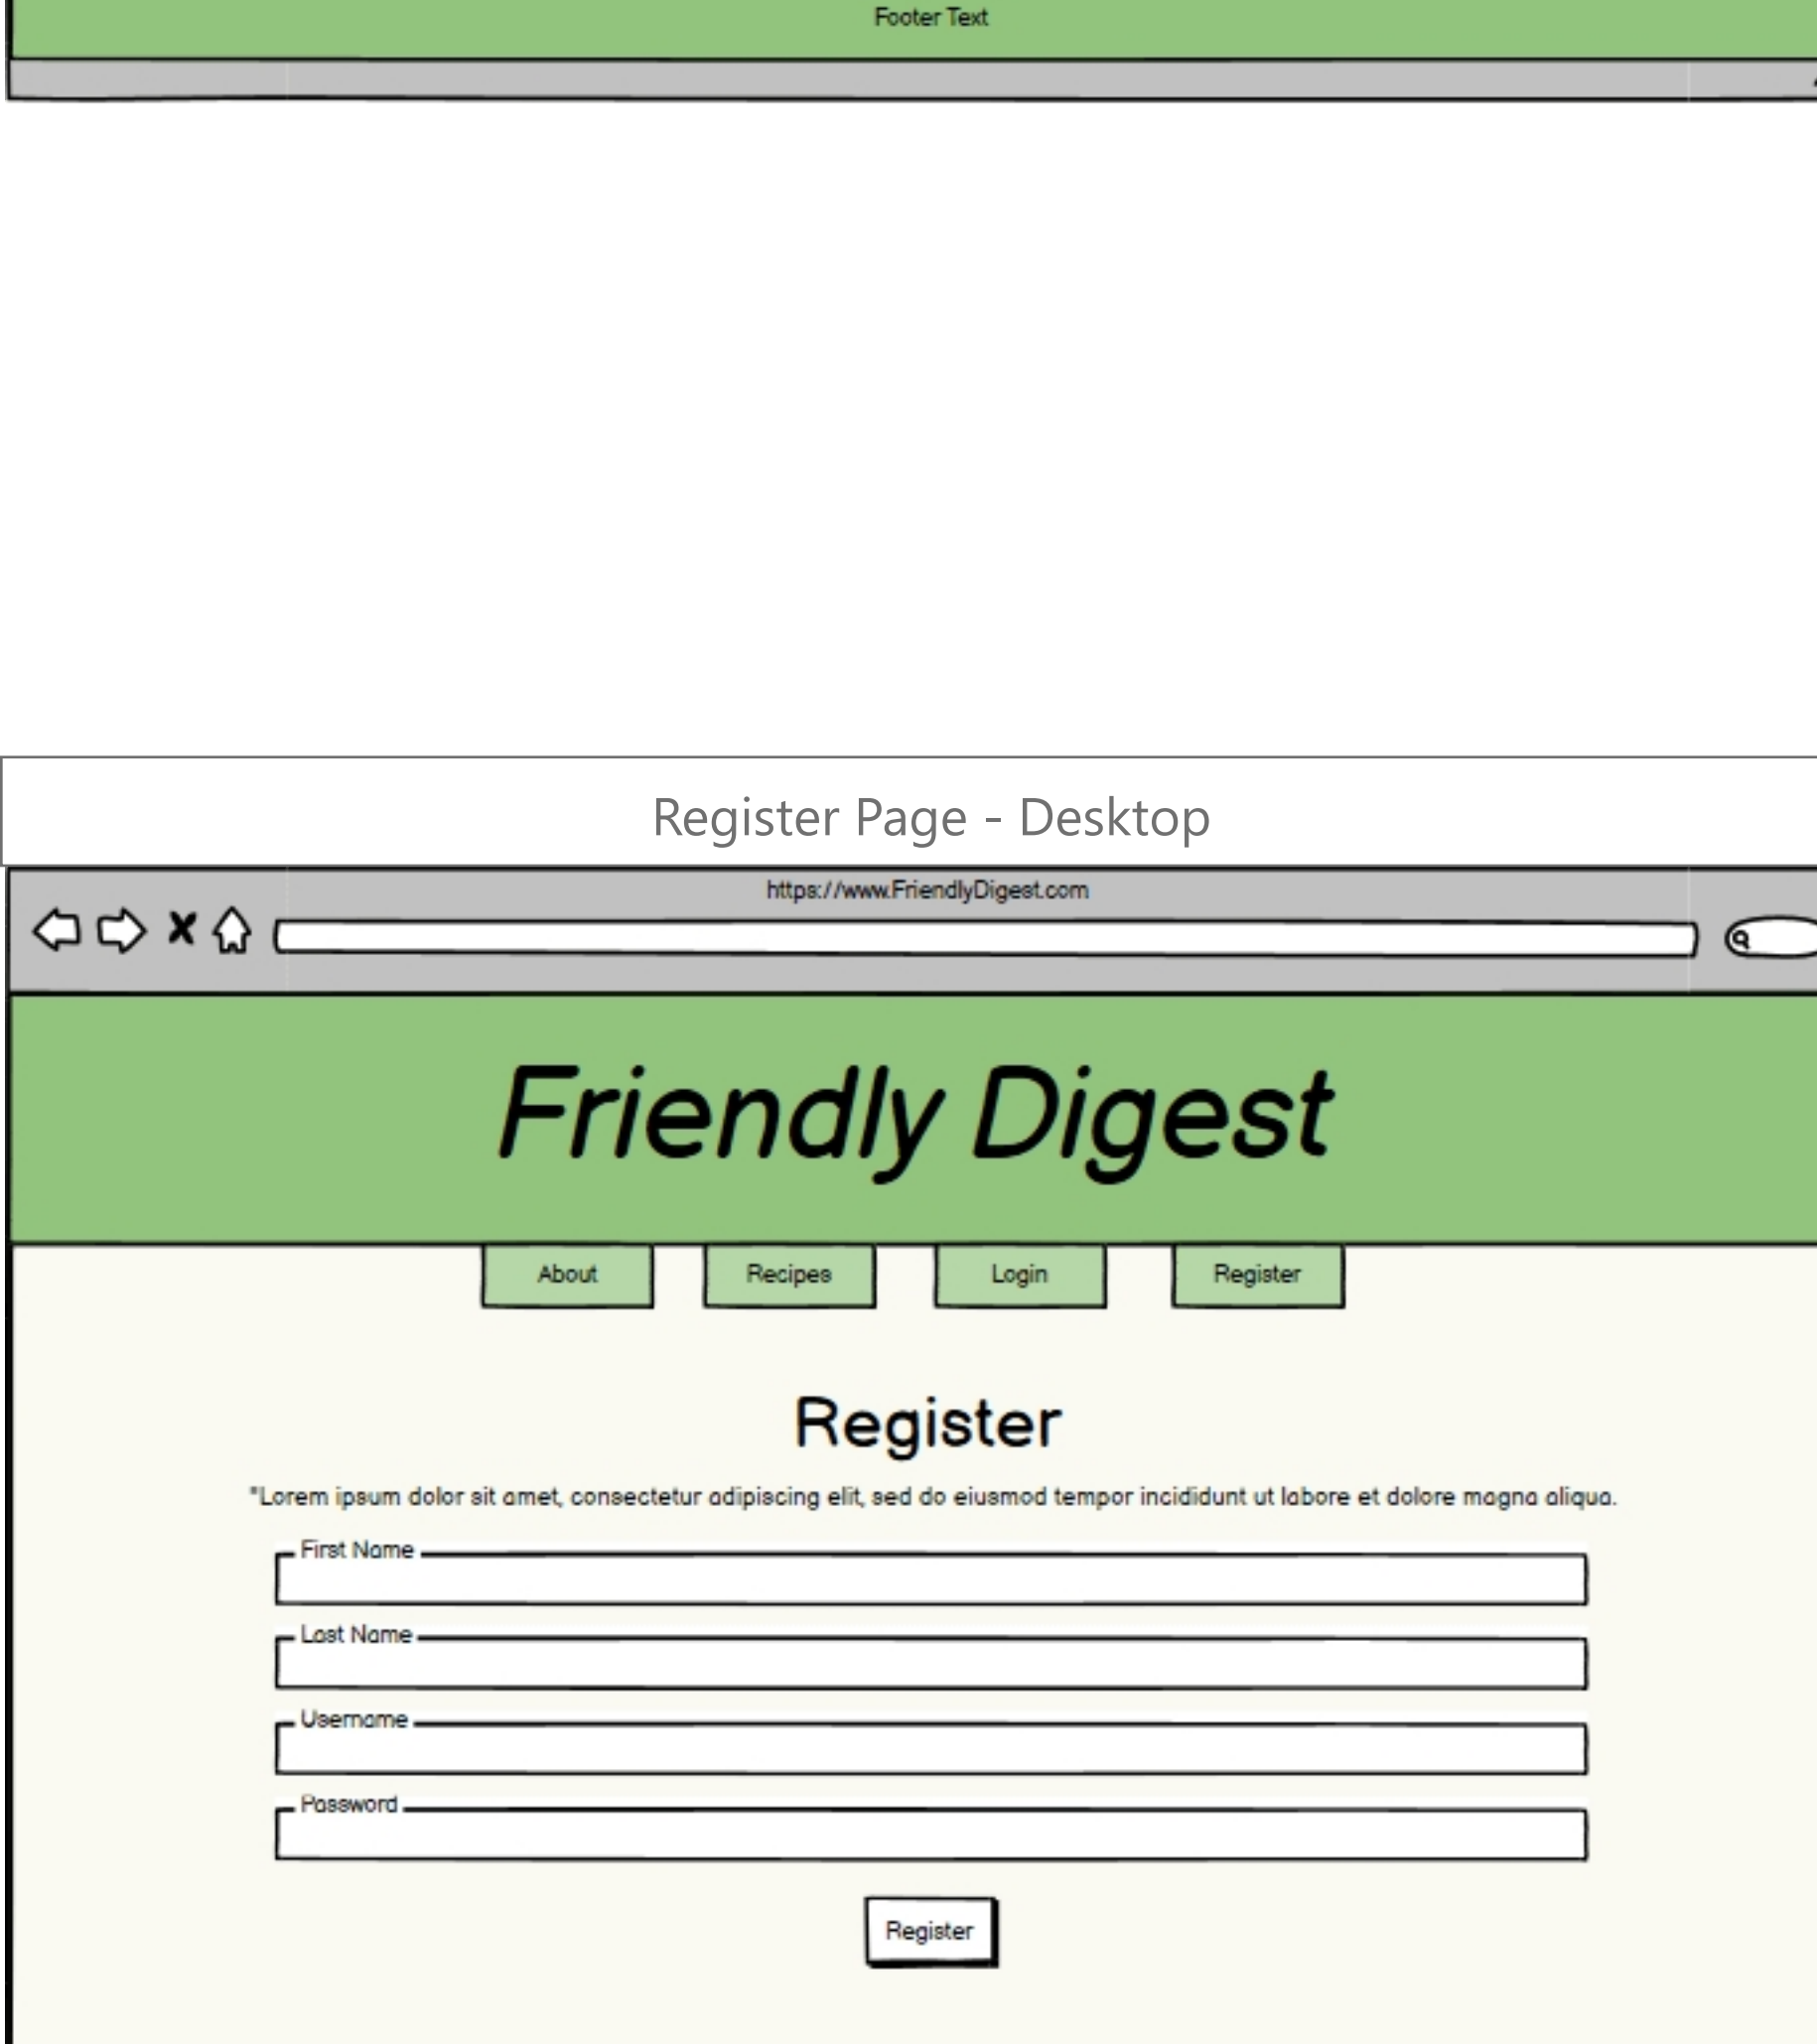 Footer Text
Register Page - Desktop
https://www.FriendlyDigest.com
Friendly Digest
About Recipes Login Register
Register
"Lorem ipsum dolor sit amet, consectetur adipiscing elit, sed do eiusmod tempor incididunt ut labore et dolore magna aliqua.
First Name
Last Name
Username
Password
Register